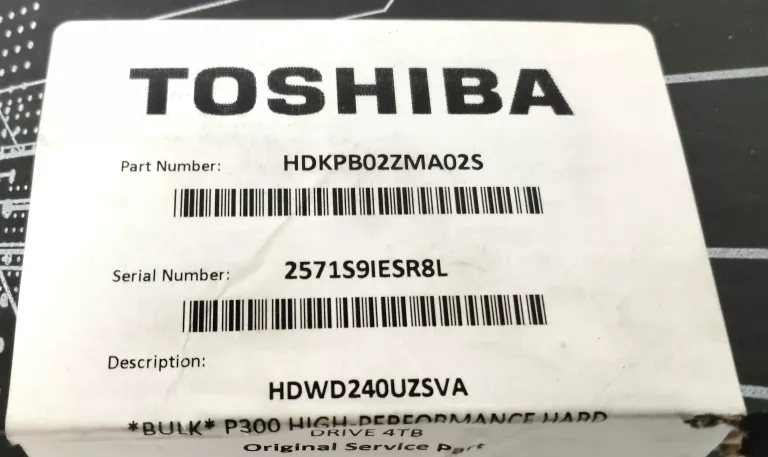 TOSHIBA
Part Number: HDKPB02ZMA02S
Serial Number: 2571S9IESR8L
Description:
HDWD240UZSVA
*BULK* P300 HIGH-PERFORMANCE HARD
DRIVE 4TB
Original Service Part